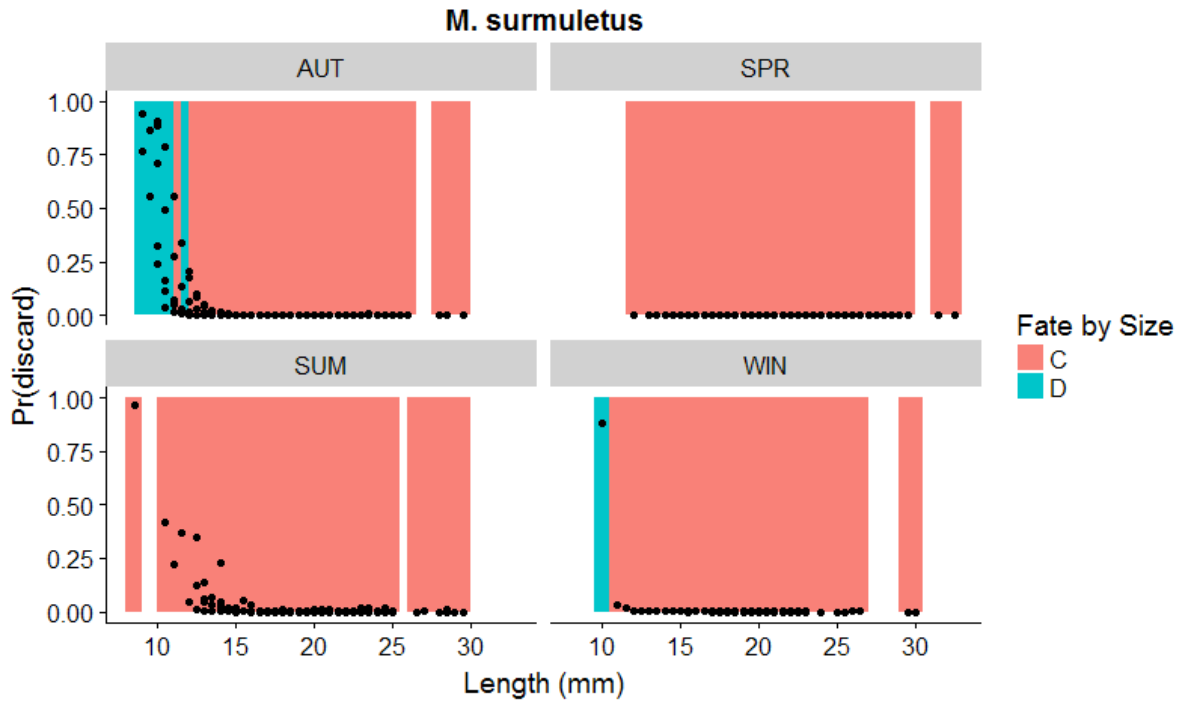 M. surmuletus
AUT
SPR
1.00
0.75
0.50
0.25
0.00
SUM
WIN
1.00
0.75
0.50
0.25
0.00
10 15 20 25 30
10 15 20 25 30
Pr(discard)
Length (mm)
Fate by Size
C
D